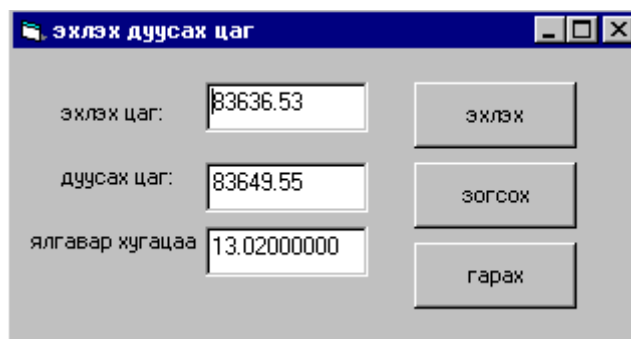 эхлэх дуусах цаг
эхлэх цаг: 83636.53 эхлэх
дуусах цаг: 83649.55 зогсох
ялгавар хугацаа 13.02000000
гарах